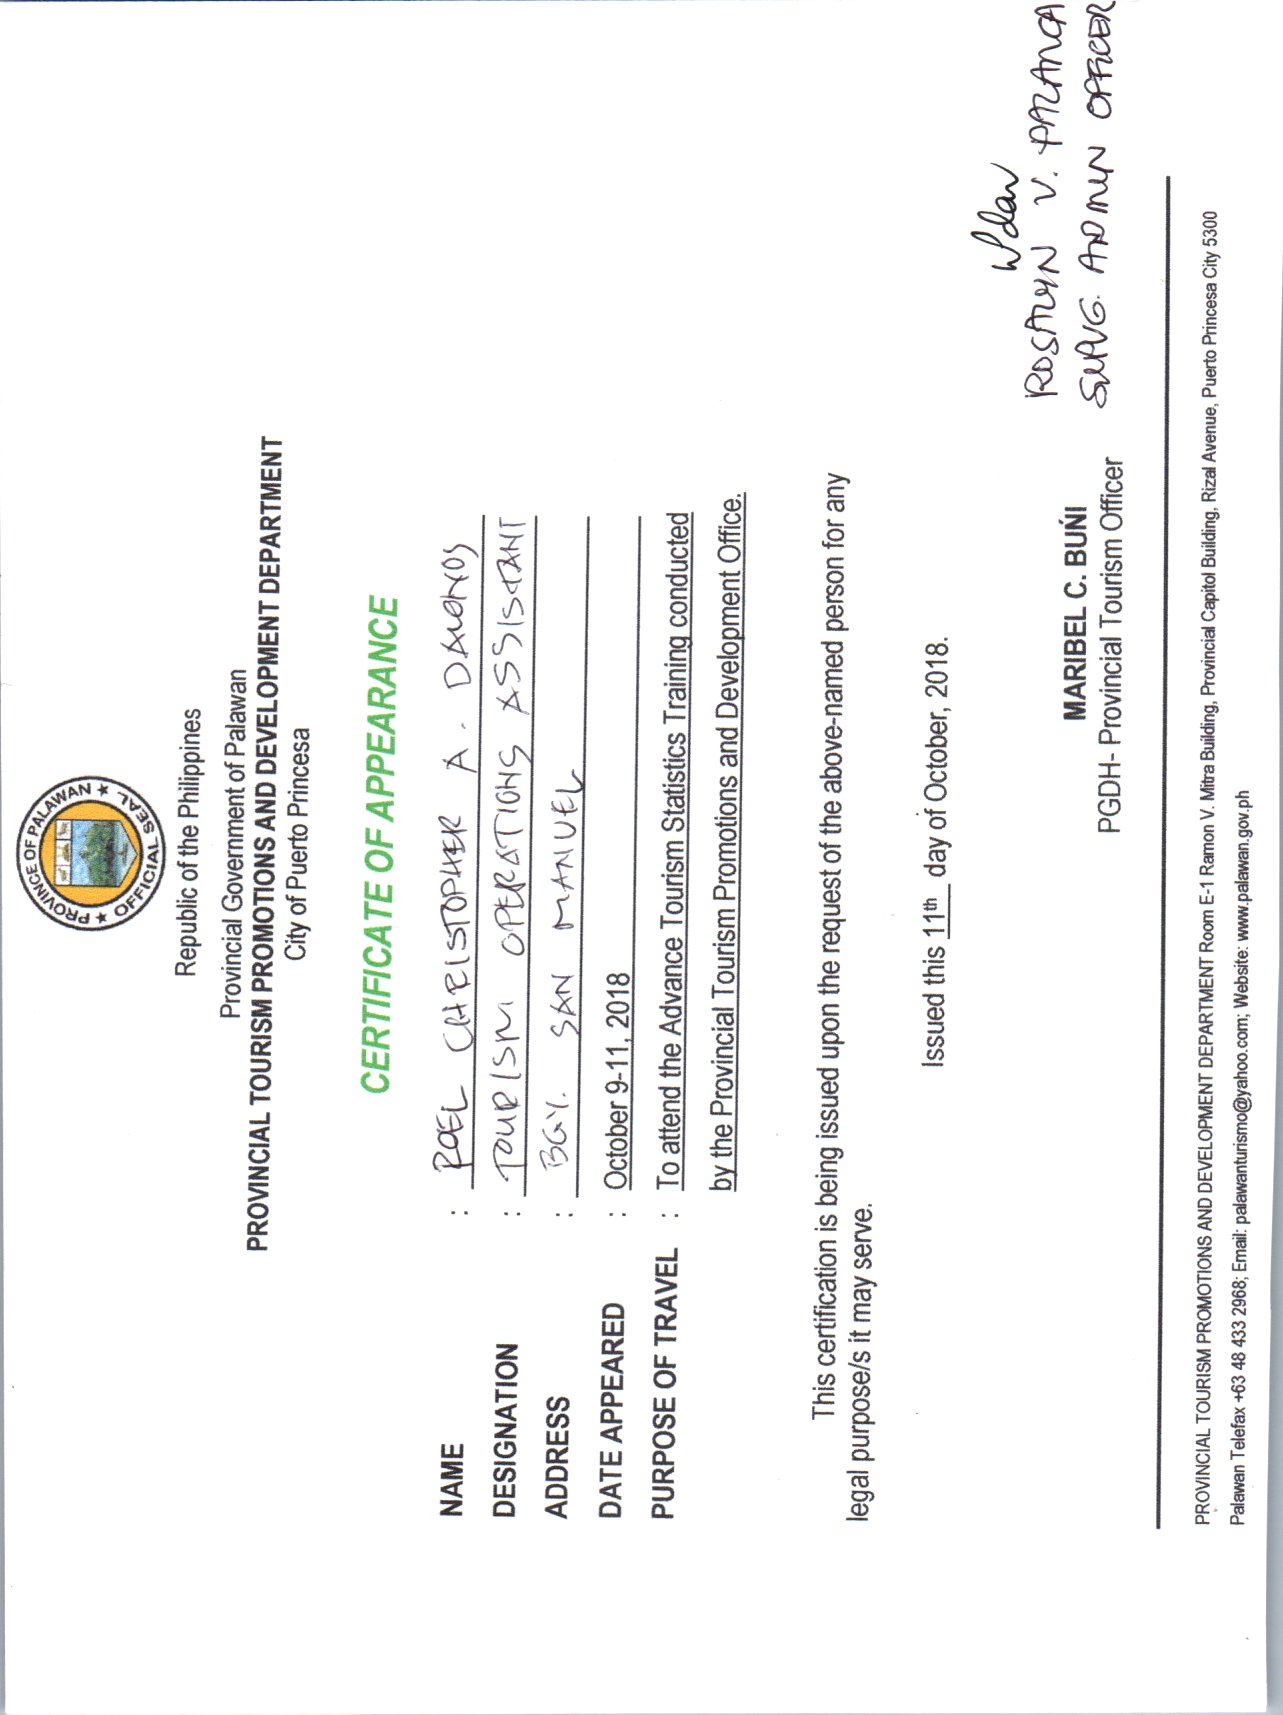 PROVINCE OF PALAWAN
OFFICIAL SEAL
Republic of the Philippines
Provincial Government of Palawan
PROVINCIAL TOURISM PROMOTIONS AND DEVELOPMENT DEPARTMENT
City of Puerto Princesa
CERTIFICATE OF APPEARANCE
NAME : ROEL CHRISTOPHER A.
DESIGNATION : TOURISM OPERATIONS ASSISTANT
ADDRESS : BGY. SAN MANUEL
DATE APPEARED : October 9-11, 2018
PURPOSE OF TRAVEL : To attend the Advance Tourism Statistics Training conducted
by the Provincial Tourism Promotions and Development Office.
This certification is being issued upon the request of the above-named person for any
legal purpose/s it may serve.
Issued this 11th day of October, 2018.
MARIBEL C. BUŃI
PGDH- Provincial Tourism Officer
ROSALYN V. PALANCA
SUPVG. ADMIN OFFICER
PROVINCIAL TOURISM PROMOTIONS AND DEVELOPMENT DEPARTMENT Room E-1 Ramon V. Mitra Building, Provincial Capitol Building, Rizal Avenue, Puerto Princesa City 5300
Palawan Telefax +63 48 433 2968; Email: palawanturismo@yahoo.com; Website: www.palawan.gov.ph